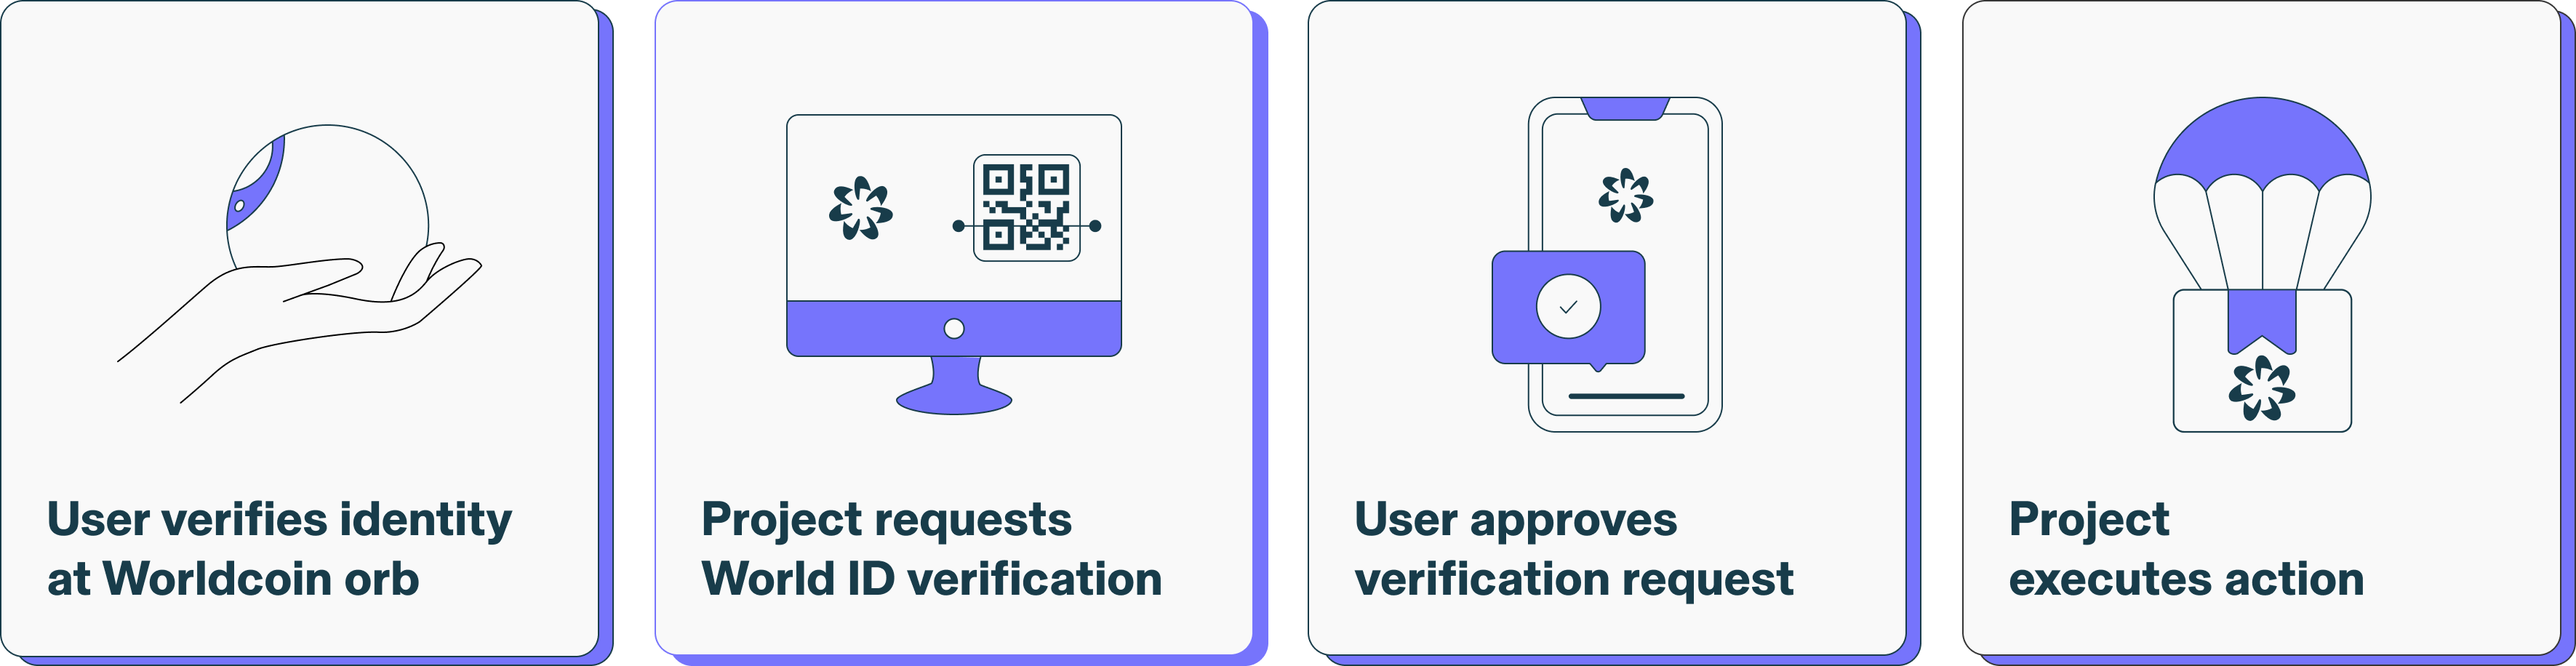 User verifies identity
at Worldcoin orb
Project requests
World ID verification
User approves
verification request
Project
executes action